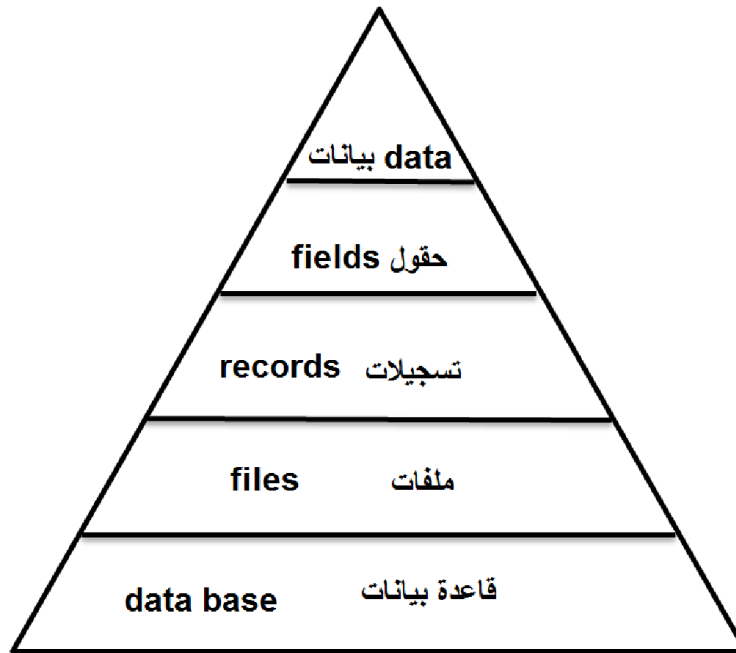 data بيانات
fields حقول
records تسجيلات
files ملفات
data base قاعدة بيانات